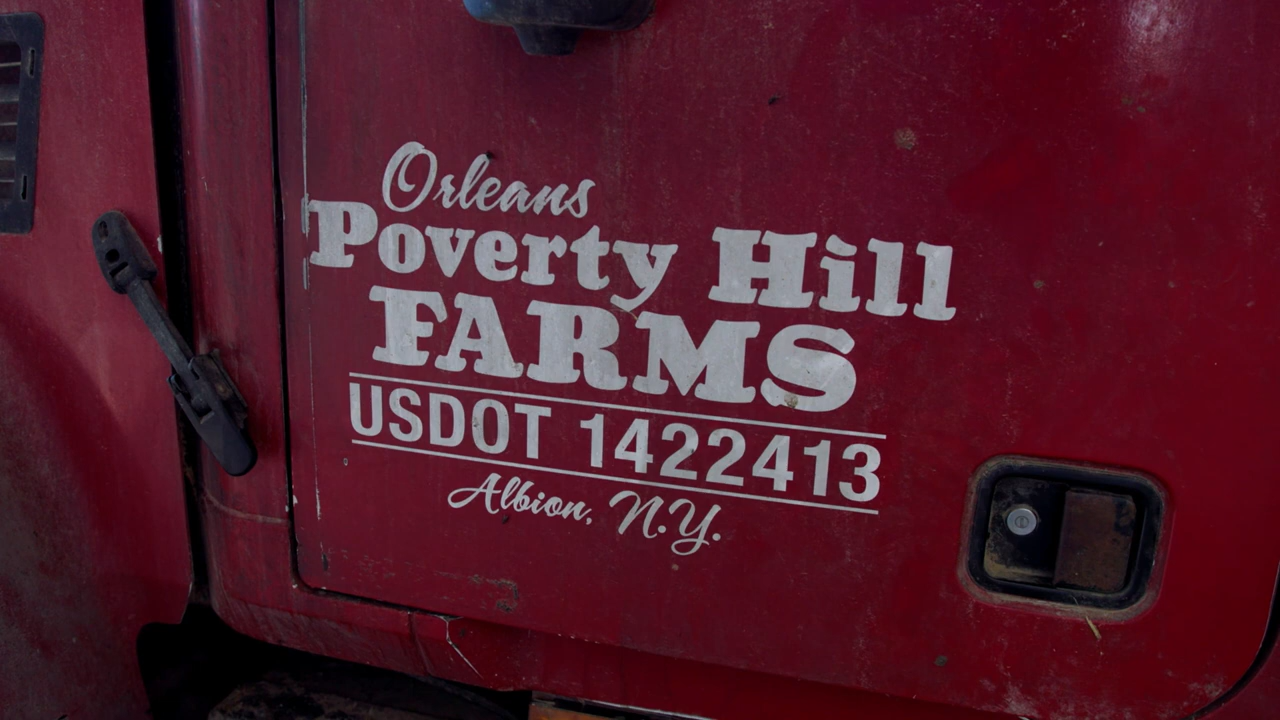 Orleans
Poverty Hill
FARMS
USDOT 1422413
Albion, N.Y.